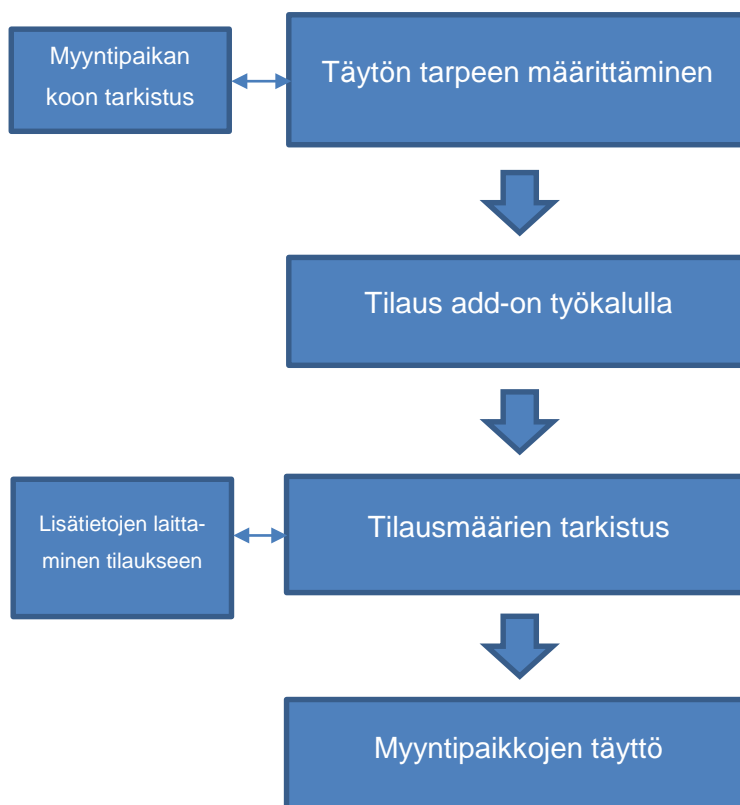 Myyntipaikan
koon tarkistus
Täytön tarpeen määrittäminen
Tilaus add-on työkalulla
Lisätietojen laitta-
minen tilaukseen
Tilausmäärien tarkistus
Myyntipaikkojen täyttö